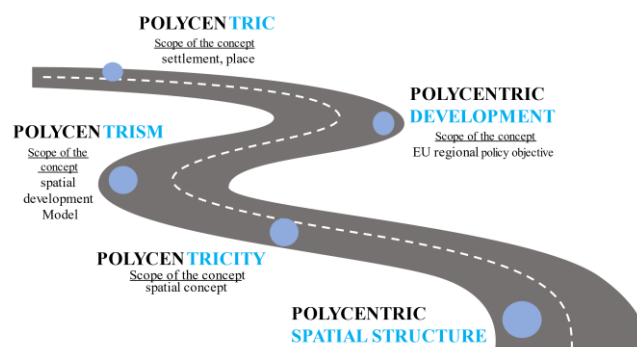 POLYCENTRIC
Scope of the concept
settlement, place
POLYCENTRIC
DEVELOPMENT
Scope of the concept
EU regional policy objective
POLYCENTRISM
Scope of the
concept
spatial
development
Model
POLYCENTRICITY
Scope of the concept
spatial concept
POLYCENTRIC
SPATIAL STRUCTURE